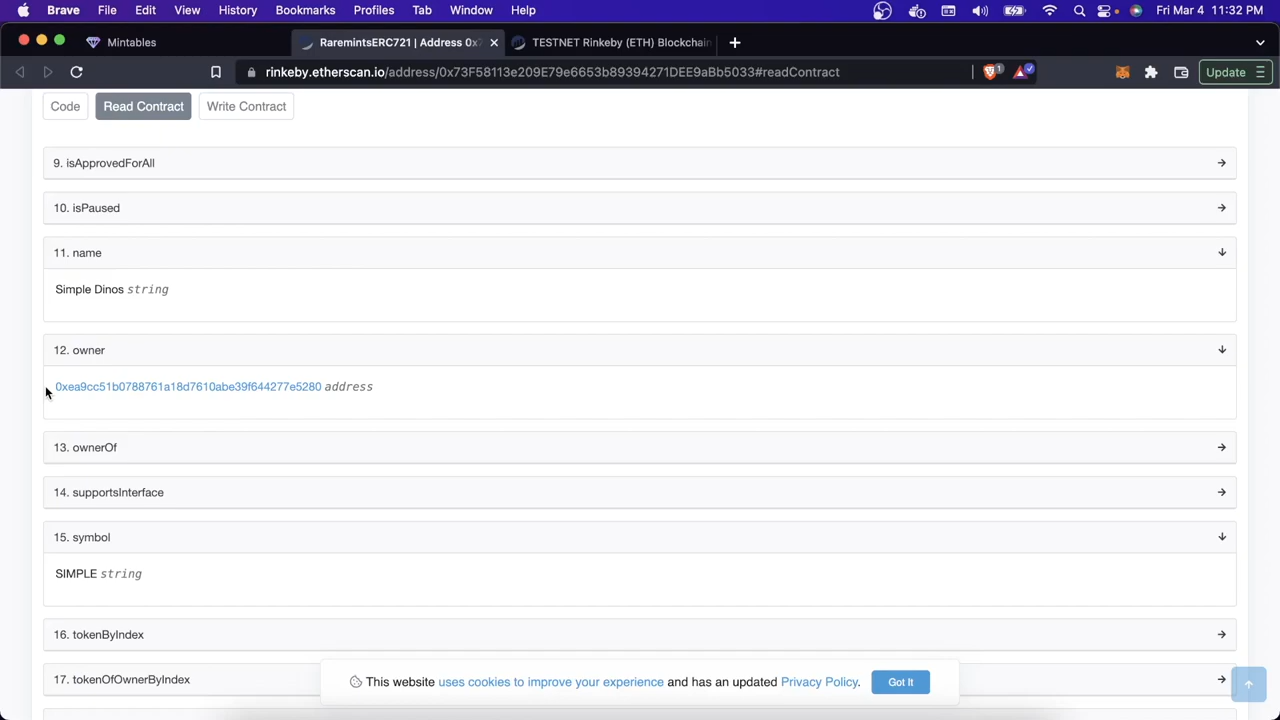 Brave File Edit View History Bookmarks Profiles Tab Window Help Fri Mar 4 11:32 PM
Mintables RaremintsERC721 | Address 0x7 TESTNET Rinkeby (ETH) Blockchain
rinkeby.etherscan.io/address/0x73F58113e209E79e6653b89394271DEE9aBb5033#readContract 1 Update
Code Read Contract Write Contract
9. isApprovedForAll
10. isPaused
11. name
Simple Dinos string
12. owner
0xea9cc51b0788761a18d7610abe39f644277e5280 address
13. ownerOf
14. supportsInterface
15. symbol
SIMPLE string
16. tokenByIndex
17. tokenOfOwnerByIndex
This website uses cookies to improve your experience and has an updated Privacy Policy. Got It